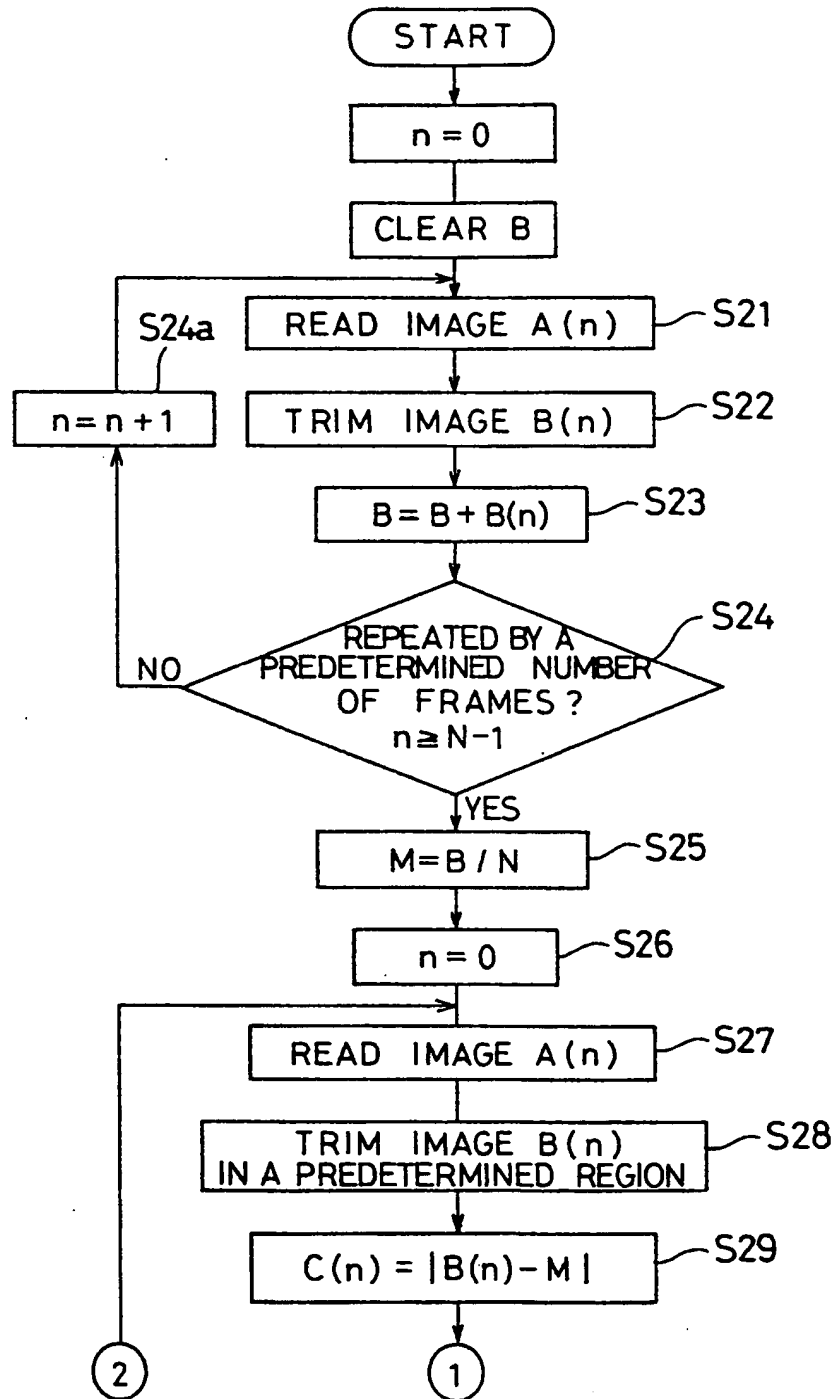 START
n = 0
CLEAR B
READ IMAGE A(n)
S21
S24a
n = n + 1
TRIM IMAGE B(n)
S22
B = B + B(n)
S23
REPEATED BY A
PREDETERMINED NUMBER
OF FRAMES ?
n ≧ N-1
S24
NO
YES
M = B / N
S25
n = 0
S26
READ IMAGE A(n)
S27
TRIM IMAGE B(n)
IN A PREDETERMINED REGION
S28
C(n) = |B(n) - M|
S29
2
1